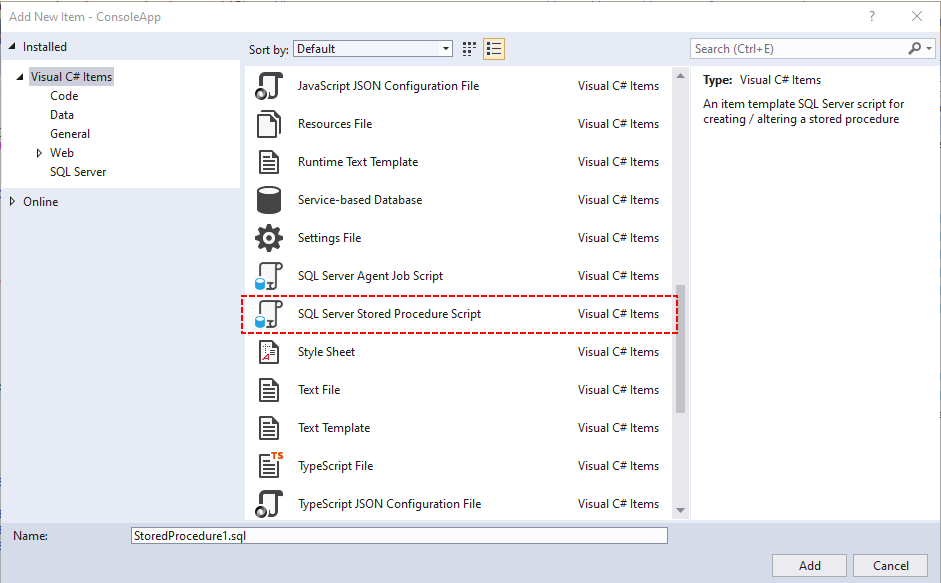 Add New Item - ConsoleApp
?
Installed
Sort by: Default
Search (Ctrl+E)
Visual C# Items
Code
Data
General
Web
SQL Server
Online
JavaScript JSON Configuration File Visual C# Items
Resources File Visual C# Items
Runtime Text Template Visual C# Items
Service-based Database Visual C# Items
Settings File Visual C# Items
SQL Server Agent Job Script Visual C# Items
SQL Server Stored Procedure Script Visual C# Items
Style Sheet Visual C# Items
Text File Visual C# Items
Text Template Visual C# Items
TS
TypeScript File Visual C# Items
TypeScript JSON Configuration File Visual C# Items
Type: Visual C# Items
An item template SQL Server script for
creating / altering a stored procedure
Name: StoredProcedure1.sql
Add Cancel